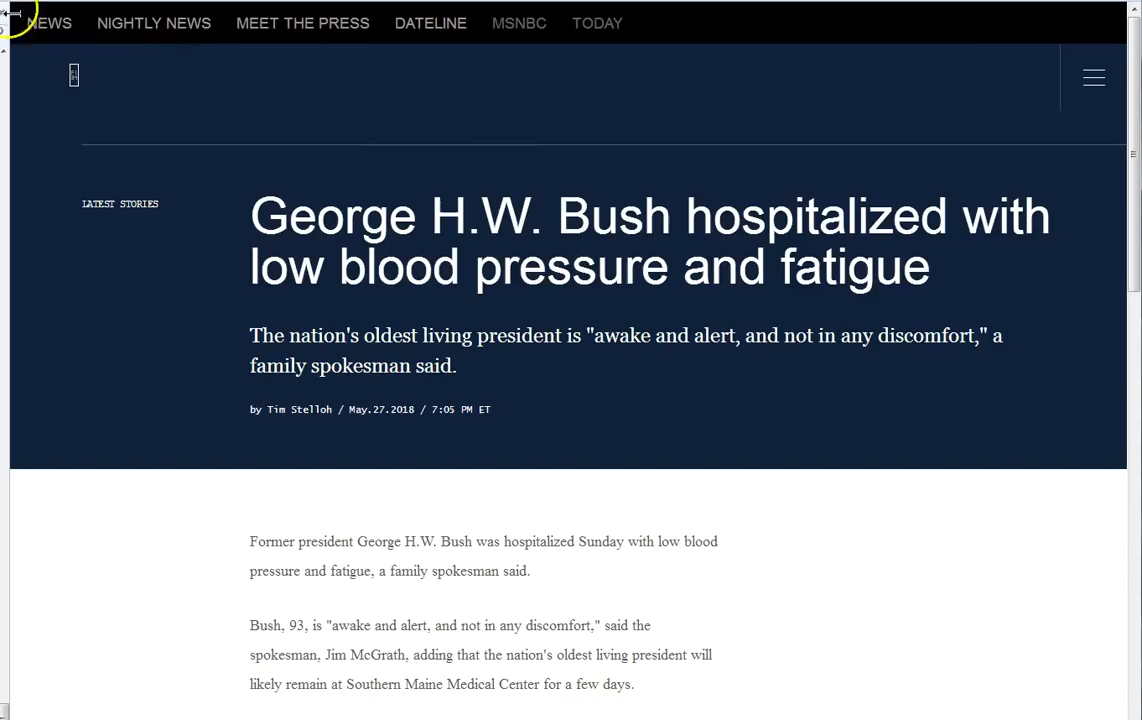 NEWS NIGHTLY NEWS MEET THE PRESS DATELINE MSNBC TODAY
LATEST STORIES
George H.W. Bush hospitalized with
low blood pressure and fatigue
The nation's oldest living president is "awake and alert, and not in any discomfort," a
family spokesman said.
by Tim Stelloh / May.27.2018 / 7:05 PM ET
Former president George H.W. Bush was hospitalized Sunday with low blood
pressure and fatigue, a family spokesman said.
Bush, 93, is "awake and alert, and not in any discomfort," said the
spokesman, Jim McGrath, adding that the nation's oldest living president will
likely remain at Southern Maine Medical Center for a few days.